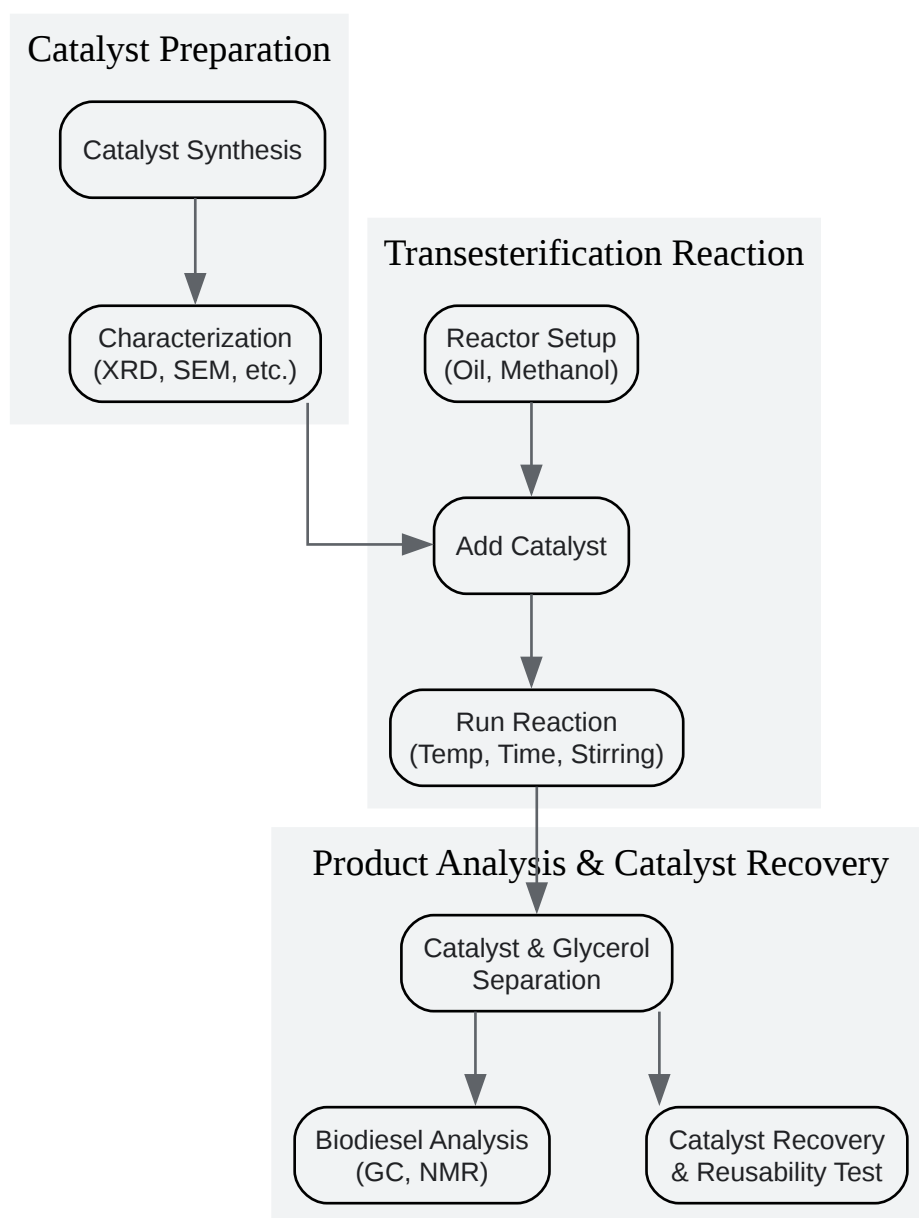 Catalyst Preparation
Catalyst Synthesis
Characterization
(XRD, SEM, etc.)
Transesterification Reaction
Reactor Setup
(Oil, Methanol)
Add Catalyst
Run Reaction
(Temp, Time, Stirring)
Product Analysis & Catalyst Recovery
Catalyst & Glycerol
Separation
Biodiesel Analysis
(GC, NMR)
Catalyst Recovery
& Reusability Test